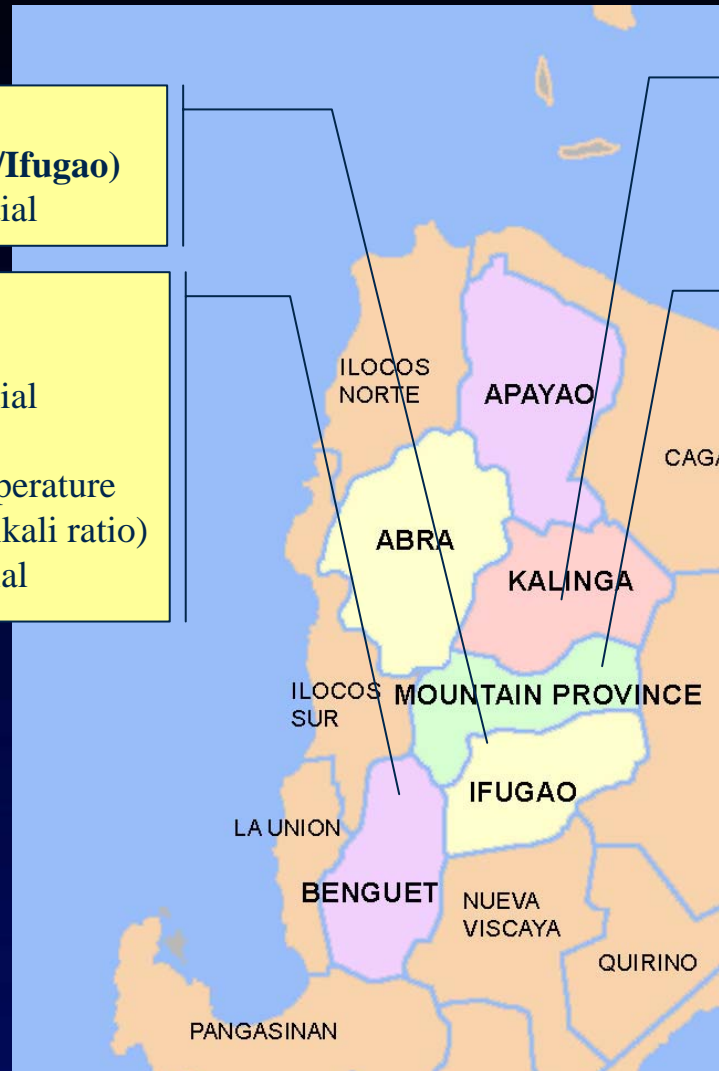 /Ifugao)
ial
ial
perature
kali ratio)
al
ILOCOS
NORTE
APAYAO
CAGA
ABRA
KALINGA
ILOCOS
SUR
MOUNTAIN PROVINCE
IFUGAO
LA UNION
BENGUET
NUEVA
VISCAYA
QUIRINO
PANGASINAN